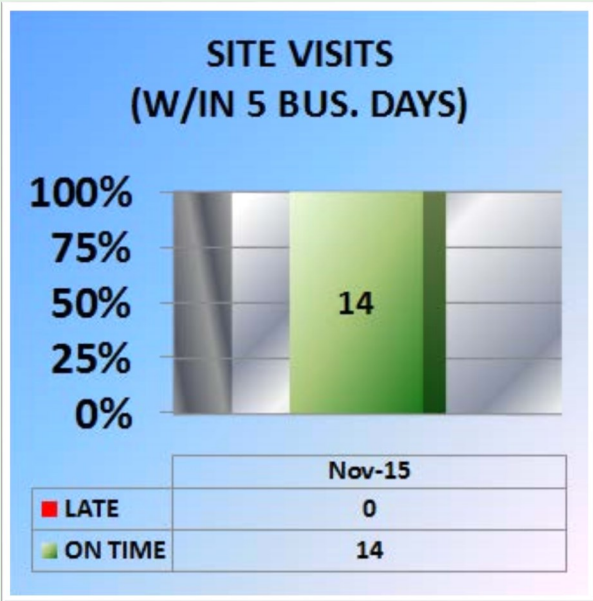 SITE VISITS
(W/IN 5 BUS. DAYS)
100%
75%
50%
25%
0%
14
Nov-15
LATE 0
ON TIME 14